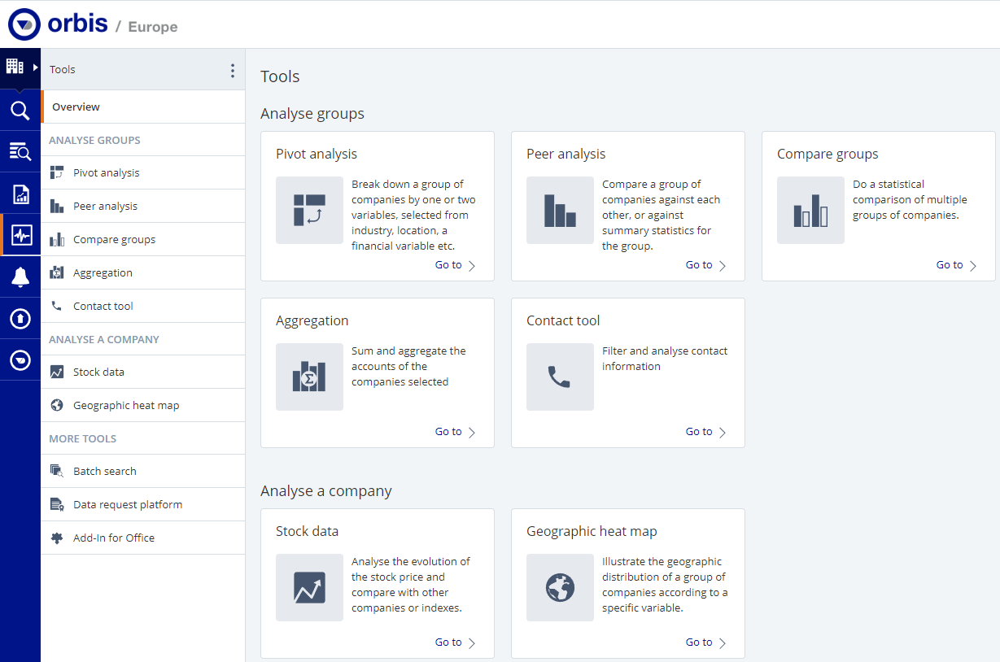 orbis / Europe
Tools
Overview
ANALYSE GROUPS
Pivot analysis
Peer analysis
Compare groups
Aggregation
Contact tool
ANALYSE A COMPANY
Stock data
Geographic heat map
MORE TOOLS
Batch search
Data request platform
Add-In for Office
Tools
Analyse groups
Pivot analysis
Break down a group of
companies by one or two
variables, selected from
industry, location, a
financial variable etc.
Go to
Peer analysis
Compare a group of
companies against each
other, or against
summary statistics for
the group.
Go to
Compare groups
Do a statistical
comparison of multiple
groups of companies.
Go to
Aggregation
Sum and aggregate the
accounts of the
companies selected
Go to
Contact tool
Filter and analyse contact
information
Go to
Analyse a company
Stock data
Analyse the evolution of
the stock price and
compare with other
companies or indexes.
Go to
Geographic heat map
Illustrate the geographic
distribution of a group of
companies according to a
specific variable.
Go to